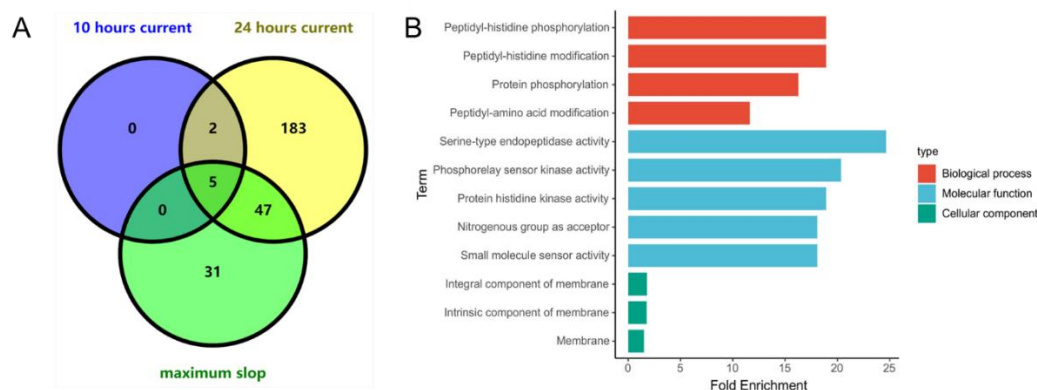 A
10 hours current
24 hours current
0
2
183
5
0
47
31
maximum slop
B
Term
Peptidyl-histidine phosphorylation
Peptidyl-histidine modification
Protein phosphorylation
Peptidyl-amino acid modification
Serine-type endopeptidase activity
Phosphorelay sensor kinase activity
Protein histidine kinase activity
Nitrogenous group as acceptor
Small molecule sensor activity
Integral component of membrane
Intrinsic component of membrane
Membrane
0
5
10
15
20
25
Fold Enrichment
type
Biological process
Molecular function
Cellular component